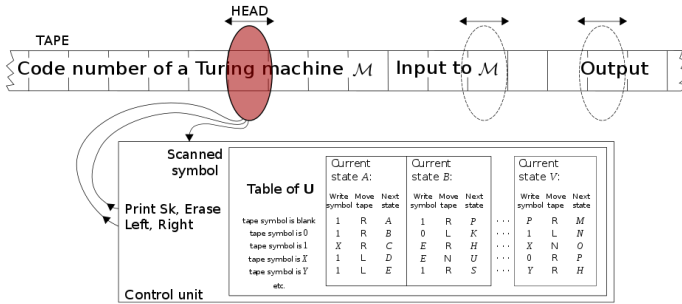 HEAD
TAPE
Code number of a Turing machine ℳ Input to ℳ Output
Scanned
symbol
Print Sk, Erase
Left, Right
Control unit
Table of U
Current
state A:
Current
state B:
Current
state V:
Write Move Next Write Move Next Write Move Next
symbol tape state symbol tape state symbol tape state
tape symbol is blank 1 R A 1 R P ··· P R M
tape symbol is 0 1 R B 0 L K ··· 1 L N
tape symbol is 1 X R C E R H ··· X N O
tape symbol is X 1 L D E N U ··· 0 R P
tape symbol is Y 1 L E 1 R S ··· Y R H
etc.